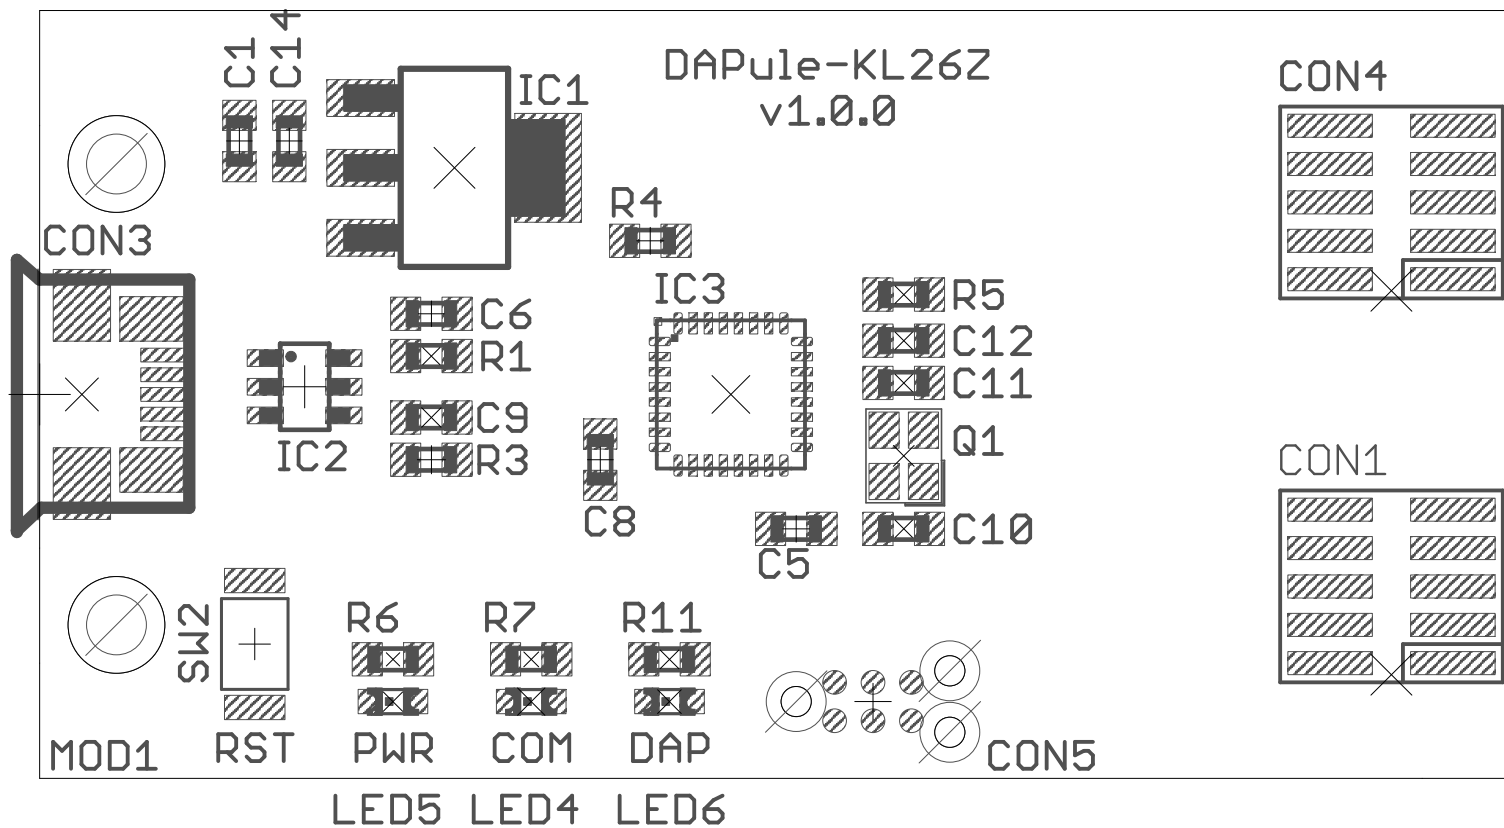 C1
C14
DAPule-KL26Z
v1.0.0
IC1
CON4
R4
CON3
IC3
R5
C6
C12
R1
C11
C9
Q1
IC2
R3
CON1
C8
C10
C5
SW2
R6
R7
R11
RST
PWR
COM
DAP
MOD1
CON5
LED5
LED4
LED6